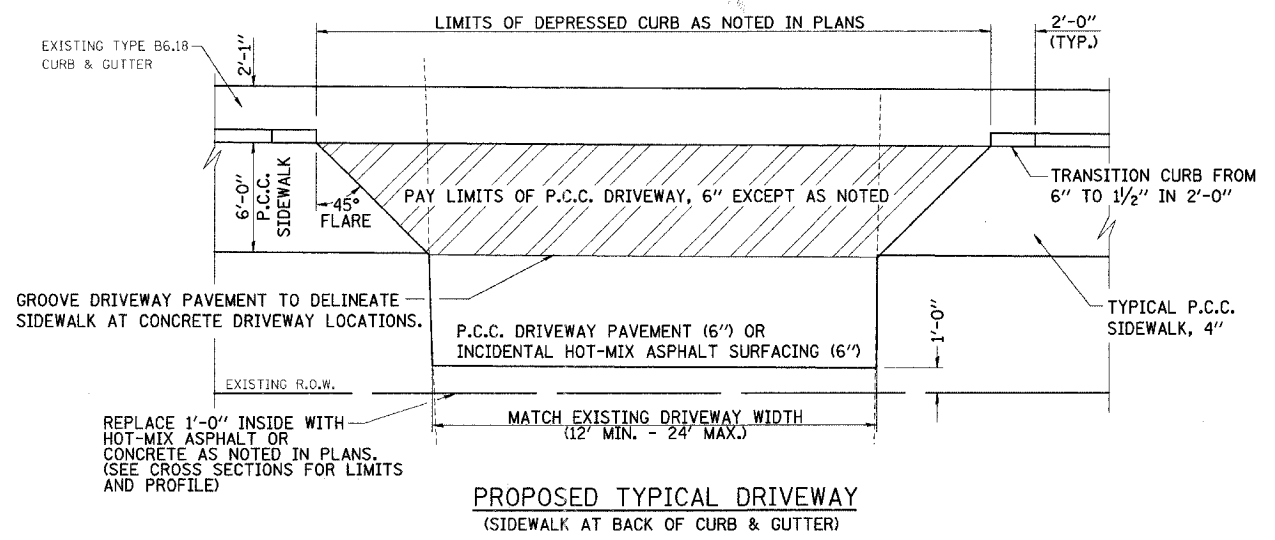 LIMITS OF DEPRESSED CURB AS NOTED IN PLANS
2'-0"
(TYP.)
EXISTING TYPE B6.18
CURB & GUTTER
2'-1"
6'-0"
P.C.C.
SIDEWALK
45°
FLARE
PAY LIMITS OF P.C.C. DRIVEWAY, 6" EXCEPT AS NOTED
TRANSITION CURB FROM
6" TO 1½" IN 2'-0"
GROOVE DRIVEWAY PAVEMENT TO DELINEATE
SIDEWALK AT CONCRETE DRIVEWAY LOCATIONS.
P.C.C. DRIVEWAY PAVEMENT (6") OR
INCIDENTAL HOT-MIX ASPHALT SURFACING (6")
1'-0"
TYPICAL P.C.C.
SIDEWALK, 4"
EXISTING R.O.W.
REPLACE 1'-0" INSIDE WITH
HOT-MIX ASPHALT OR
CONCRETE AS NOTED IN PLANS.
(SEE CROSS SECTIONS FOR LIMITS
AND PROFILE)
MATCH EXISTING DRIVEWAY WIDTH
(12' MIN. - 24' MAX.)
PROPOSED TYPICAL DRIVEWAY
(SIDEWALK AT BACK OF CURB & GUTTER)